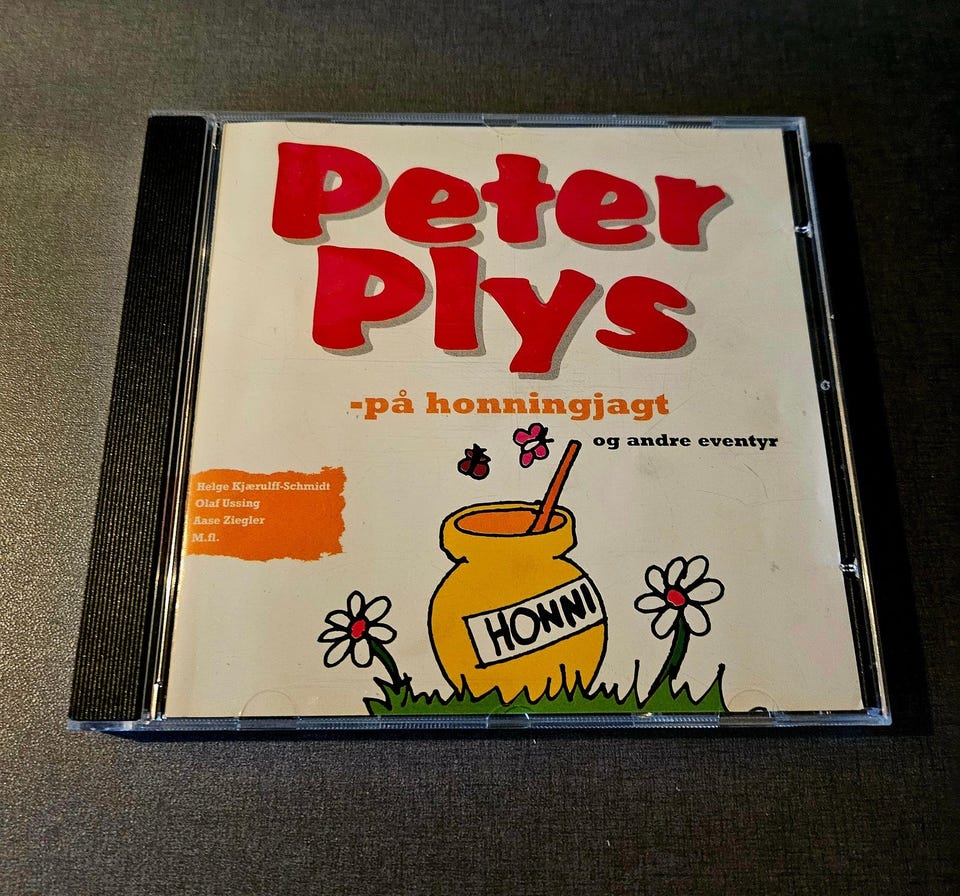 Peter
Plys
-på honningjagt
og andre eventyr
Helge Kjærulff-Schmidt
Olaf Ussing
Aase Ziegler
M.fl.
HONNI